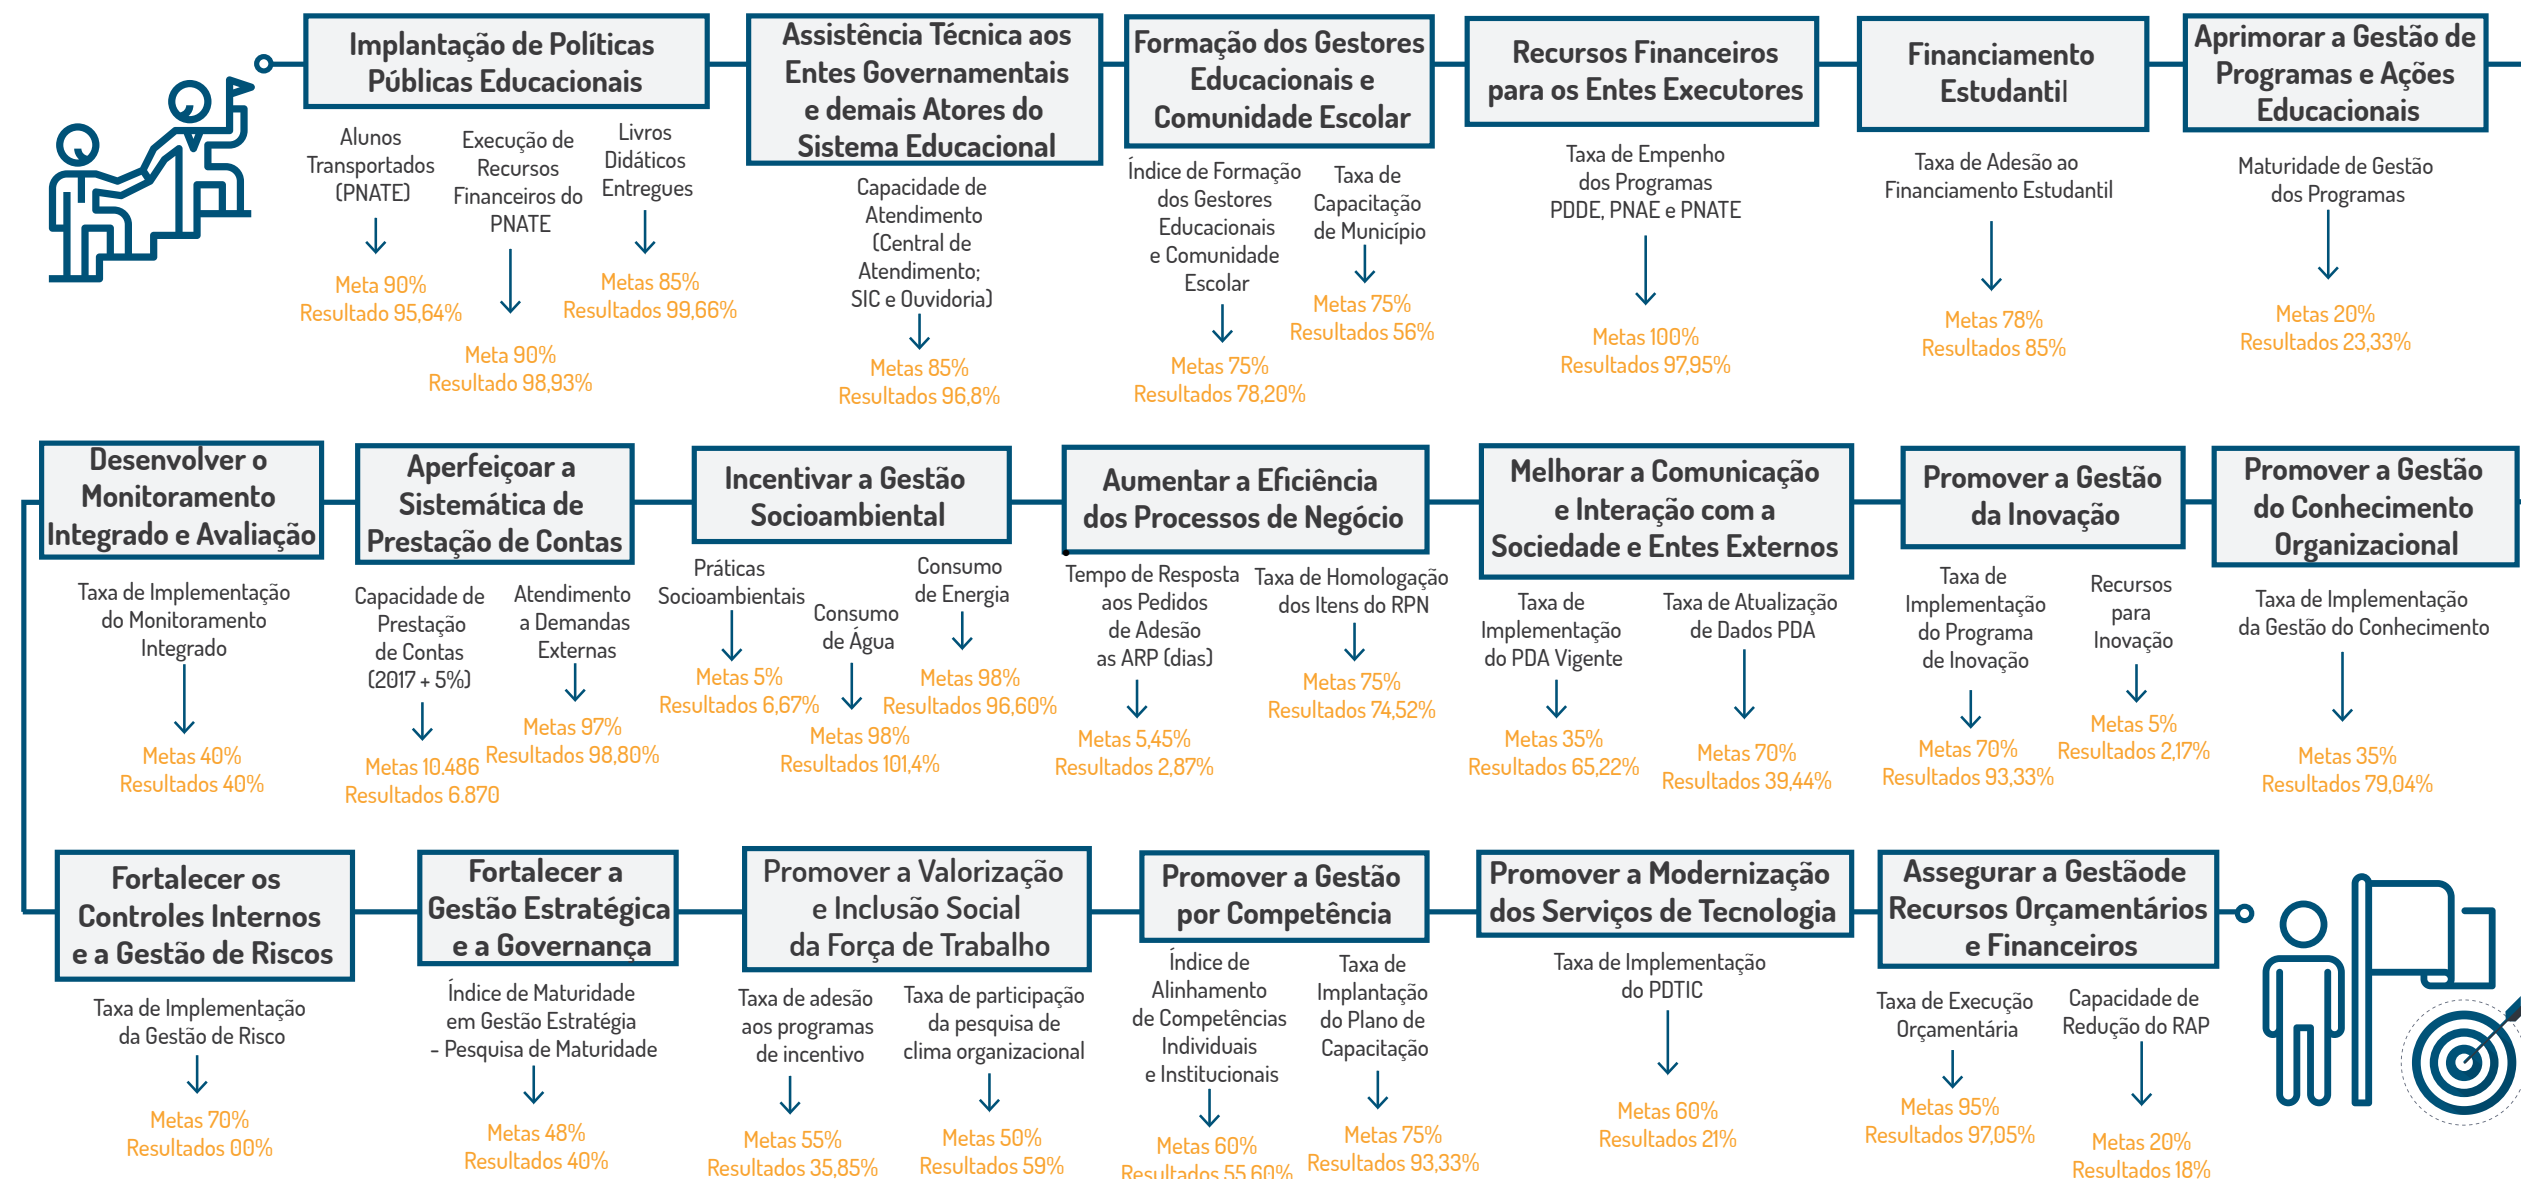 Implantação de Políticas
Públicas Educacionais
Alunos
Transportados
(PNATE)
Meta 90%
Resultado 95,64%
Execução de
Recursos
Financeiros do
PNATE
Meta 90%
Resultado 98,93%
Livros
Didáticos
Entregues
Metas 85%
Resultados 99,66%
Assistência Técnica aos
Entes Governamentais
e demais Atores do
Sistema Educacional
Capacidade de
Atendimento
(Central de
Atendimento;
SIC e Ouvidoria)
Metas 85%
Resultados 96,8%
Formação dos Gestores
Educacionais e
Comunidade Escolar
Índice de Formação
dos Gestores
Educacionais
e Comunidade
Escolar
Metas 75%
Resultados 78,20%
Taxa de
Capacitação
de Município
Metas 75%
Resultados 56%
Recursos Financeiros
para os Entes Executores
Taxa de Empenho
dos Programas
PDDE, PNAE e PNATE
Metas 100%
Resultados 97,95%
Financiamento
Estudantil
Taxa de Adesão ao
Financiamento Estudantil
Metas 78%
Resultados 85%
Aprimorar a Gestão de
Programas e Ações
Educacionais
Maturidade de Gestão
dos Programas
Metas 20%
Resultados 23,33%
Desenvolver o
Monitoramento
Integrado e Avaliação
Taxa de Implementação
do Monitoramento
Integrado
Metas 40%
Resultados 40%
Aperfeiçoar a
Sistemática de
Prestação de Contas
Capacidade de
Prestação
de Contas
(2017 + 5%)
Metas 10.486
Resultados 6.870
Atendimento
a Demandas
Externas
Metas 97%
Resultados 98,80%
Incentivar a Gestão
Socioambiental
Práticas
Socioambientais
Metas 5%
Resultados 6,67%
Consumo
de Água
Metas 98%
Resultados 101,4%
Consumo
de Energia
Metas 98%
Resultados 96,60%
Aumentar a Eficiência
dos Processos de Negócio
Tempo de Resposta
aos Pedidos
de Adesão
as ARP (dias)
Metas 5,45%
Resultados 2,87%
Taxa de Homologação
dos Itens do RPN
Metas 75%
Resultados 74,52%
Melhorar a Comunicação
e Interação com a
Sociedade e Entes Externos
Taxa de
Implementação
do PDA Vigente
Metas 35%
Resultados 65,22%
Taxa de Atualização
de Dados PDA
Metas 70%
Resultados 39,44%
Promover a Gestão
da Inovação
Taxa de
Implementação
do Programa
de Inovação
Metas 70%
Resultados 93,33%
Recursos
para
Inovação
Metas 5%
Resultados 2,17%
Promover a Gestão
do Conhecimento
Organizacional
Taxa de Implementação
da Gestão do Conhecimento
Metas 35%
Resultados 79,04%
Fortalecer os
Controles Internos
e a Gestão de Riscos
Taxa de Implementação
da Gestão de Risco
Metas 70%
Resultados 00%
Fortalecer a
Gestão Estratégica
e a Governança
Índice de Maturidade
em Gestão Estratégia
- Pesquisa de Maturidade
Metas 48%
Resultados 40%
Promover a Valorização
e Inclusão Social
da Força de Trabalho
Taxa de adesão
aos programas
de incentivo
Metas 55%
Resultados 35,85%
Taxa de participação
da pesquisa de
clima organizacional
Metas 50%
Resultados 59%
Promover a Gestão
por Competência
Índice de
Alinhamento
de Competências
Individuais
e Institucionais
Metas 60%
Resultados 55,60%
Taxa de
Implantação
do Plano de
Capacitação
Metas 75%
Resultados 93,33%
Promover a Modernização
dos Serviços de Tecnologia
Taxa de Implementação
do PDTIC
Metas 60%
Resultados 21%
Assegurar a Gestãode
Recursos Orçamentários
e Financeiros
Taxa de Execução
Orçamentária
Metas 95%
Resultados 97,05%
Capacidade de
Redução do RAP
Metas 20%
Resultados 18%